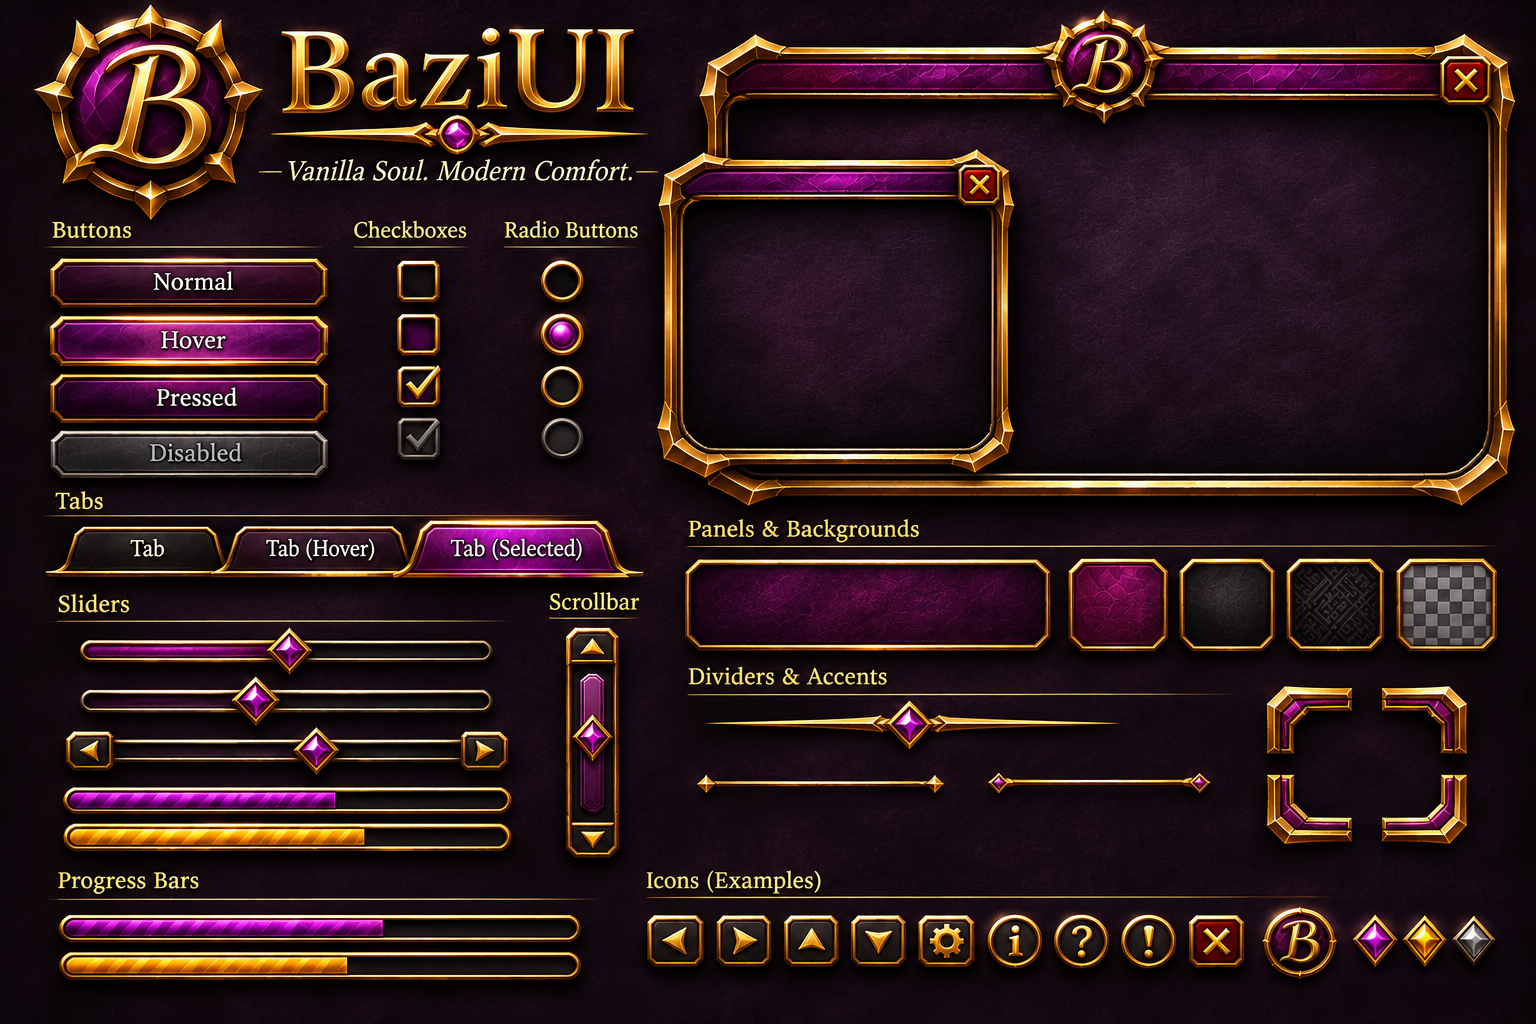 B
BaziUI
Vanilla Soul. Modern Comfort.
B
Buttons
Checkboxes
Radio Buttons
Normal
Hover
Pressed
Disabled
Tabs
Tab
Tab (Hover)
Tab (Selected)
Sliders
Scrollbar
Progress Bars
Panels & Backgrounds
Dividers & Accents
Icons (Examples)
i
?
!
B